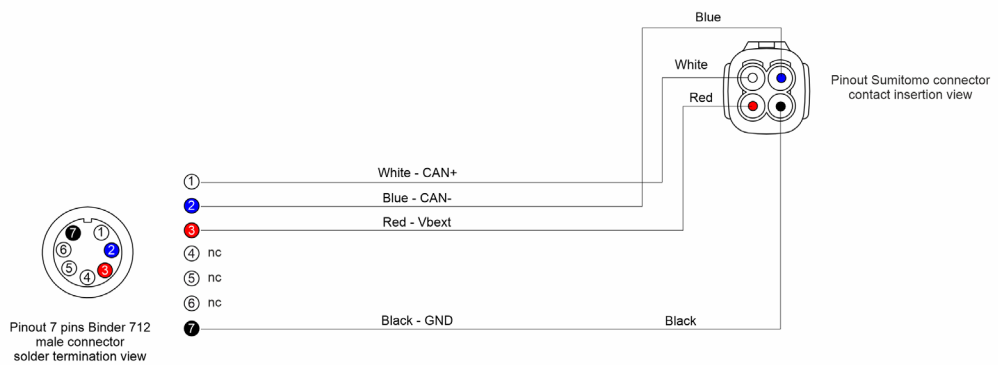 Blue
White
Pinout Sumitomo connector
contact insertion view
Red
White - CAN+
1
Blue - CAN-
2
Red - Vbext
3
4 nc
5 nc
6 nc
7
Black - GND
Black
7
1
6
2
5
3
4
Pinout 7 pins Binder 712
male connector
solder termination view